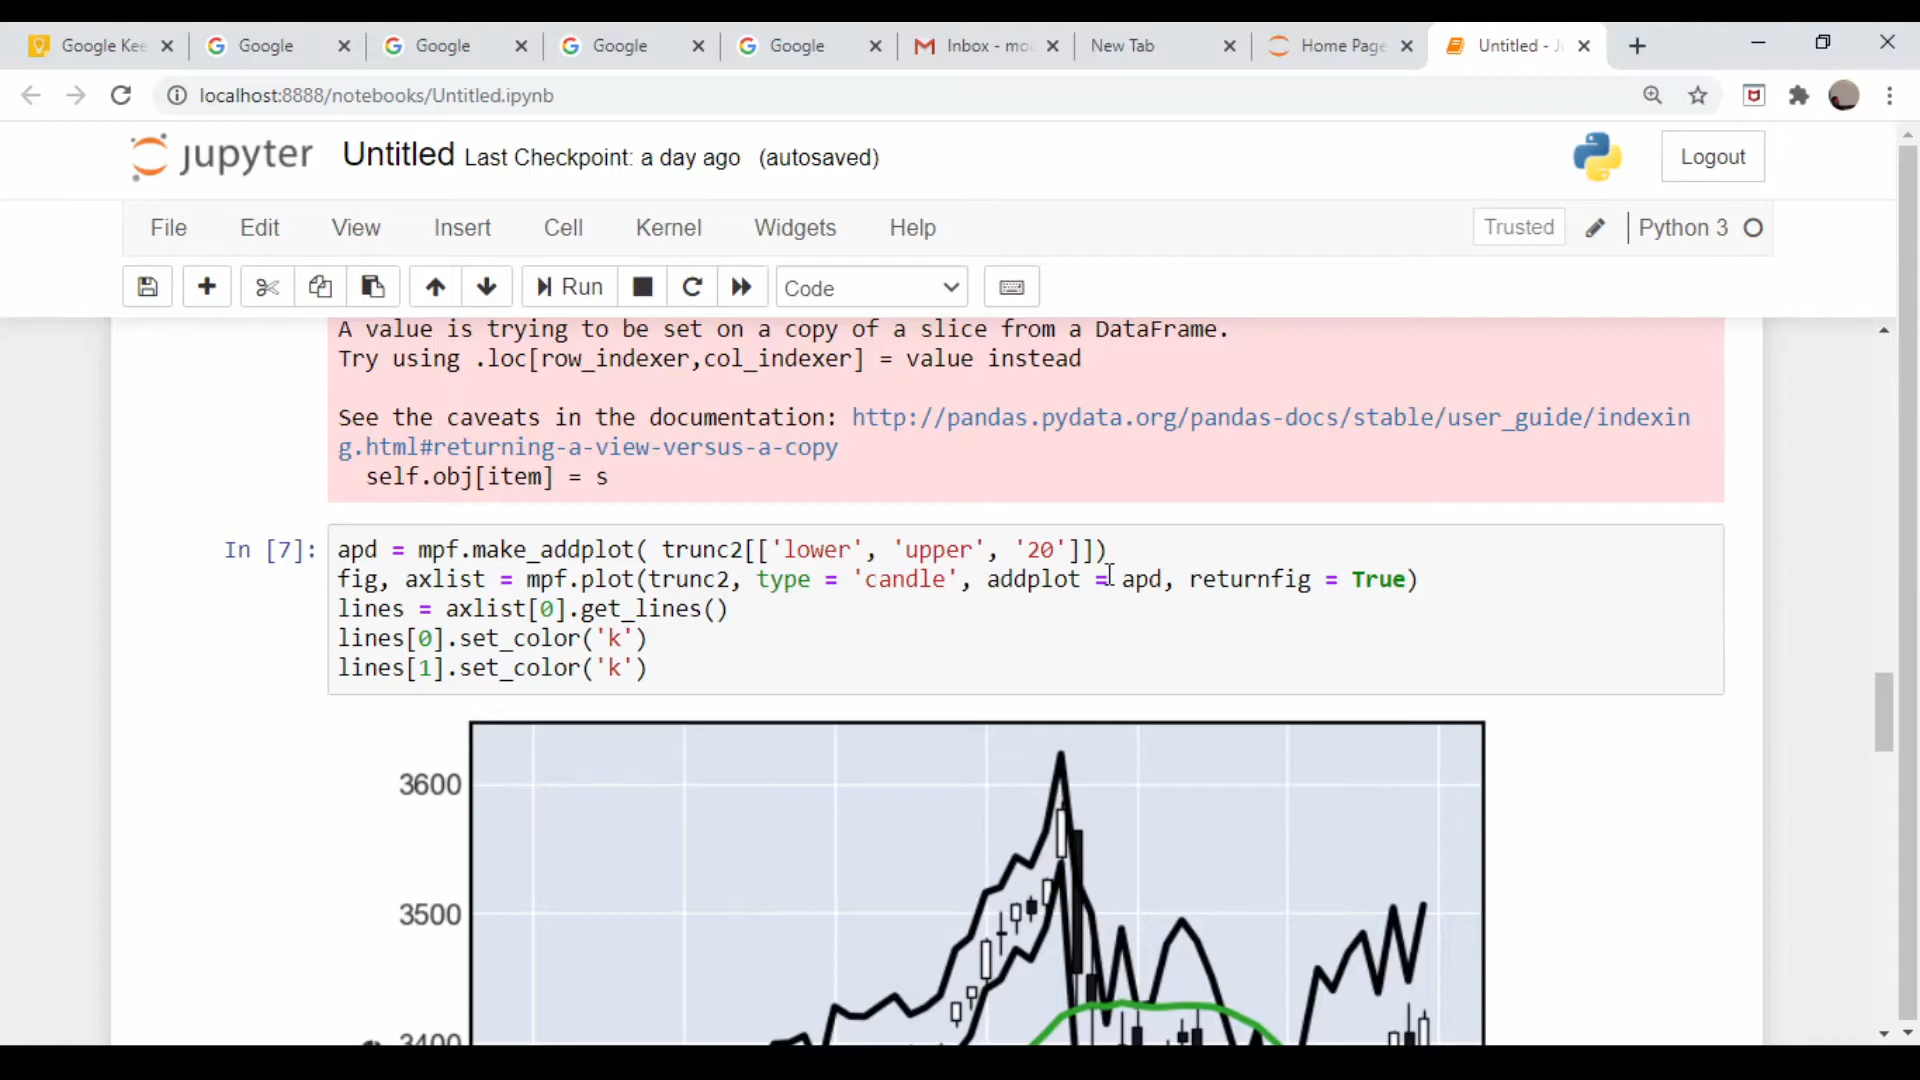 Google Kee
Google
Google
Google
Google
Inbox - mo
New Tab
Home Page
Untitled - J
localhost:8888/notebooks/Untitled.ipynb
jupyter Untitled Last Checkpoint: a day ago (autosaved)
Logout
File Edit View Insert Cell Kernel Widgets Help
Trusted
Python 3
Run
Code
A value is trying to be set on a copy of a slice from a DataFrame.
Try using .loc[row_indexer,col_indexer] = value instead
See the caveats in the documentation: http://pandas.pydata.org/pandas-docs/stable/user_guide/indexin
g.html#returning-a-view-versus-a-copy
self.obj[item] = s
In [7]:
apd = mpf.make_addplot( trunc2[['lower', 'upper', '20']])
fig, axlist = mpf.plot(trunc2, type = 'candle', addplot = apd, returnfig = True)
lines = axlist[0].get_lines()
lines[0].set_color('k')
lines[1].set_color('k')
3600
3500
3400